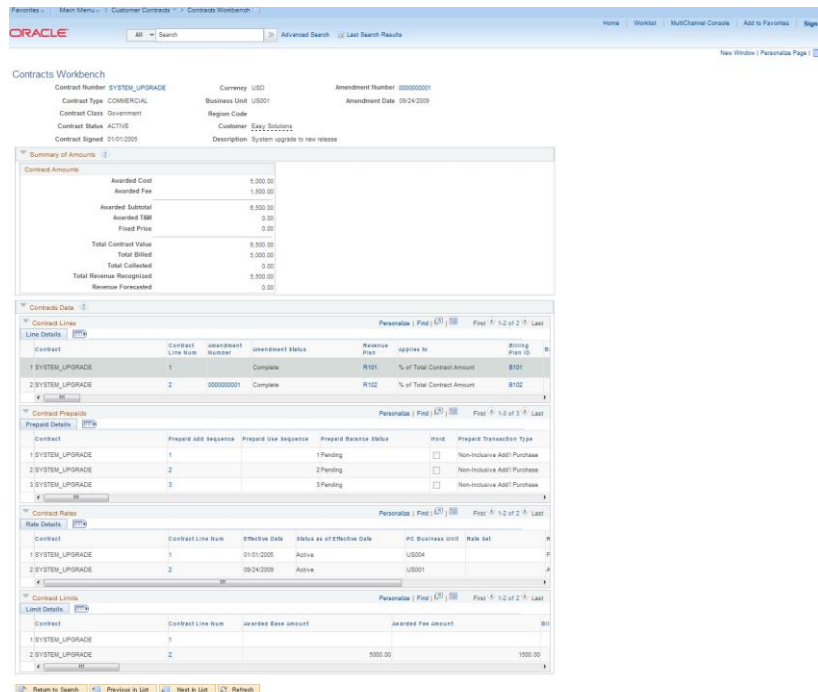 Favorites Main Menu > Customer Contracts > Contracts Workbench
Home | Worklist | MultiChannel Console | Add to Favorites | Sign
ORACLE All Search Advanced Search Last Search Results
New Window | Personalize Page |
Contracts Workbench
Contract Number SYSTEM_UPGRADE Currency USD Amendment Number 0000000001
Contract Type COMMERCIAL Business Unit US001 Amendment Date 09/24/2009
Contract Class Government Region Code
Contract Status ACTIVE Customer Easy Solutions
Contract Signed 01/01/2005 Description System upgrade to new release
Summary of Amounts
Contract Amounts
Awarded Cost 5,000.00
Awarded Fee 1,500.00
Awarded Subtotal 6,500.00
Awarded T&M 0.00
Fixed Price 0.00
Total Contract Value 6,500.00
Total Billed 5,000.00
Total Collected 0.00
Total Revenue Recognized
Revenue Forecasted 0.00
Contracts Data
Contract Lines Personalize | Find | First 1-2 of 2 Last
Line Details
Contract Contract Line Num Amendment Number Amendment Status Revenue Plan Applies to Billing Plan ID
1 SYSTEM_UPGRADE 1 Complete R101 % of Total Contract Amount B101
2 SYSTEM_UPGRADE 2 0000000001 Complete R102 % of Total Contract Amount B102
Contract Prepaids Personalize | Find | First 1-3 of 3 Last
Prepaid Details
Contract Prepaid Add Sequence Prepaid Use Sequence Prepaid Balance Status Hold Prepaid Transaction Type
1 SYSTEM_UPGRADE 1 1 Pending Non-Inclusive Add'l Purchase
2 SYSTEM_UPGRADE 2 2 Pending Non-Inclusive Add'l Purchase
3 SYSTEM_UPGRADE 3 3 Pending Non-Inclusive Add'l Purchase
Contract Rates Personalize | Find | First 1-2 of 2 Last
Rate Details
Contract Contract Line Num Effective Date Status as of Effective Date PC Business Unit Rate Set
1 SYSTEM_UPGRADE 1 01/01/2005 Active US004
2 SYSTEM_UPGRADE 2 09/24/2009 Active US001
Contract Limits Personalize | Find | First 1-2 of 2 Last
Limit Details
Contract Contract Line Num Awarded Base Amount Awarded Fee Amount
1 SYSTEM_UPGRADE 1
2 SYSTEM_UPGRADE 2 5000.00 1500.00
Return to Search Previous in List Next in List Refresh